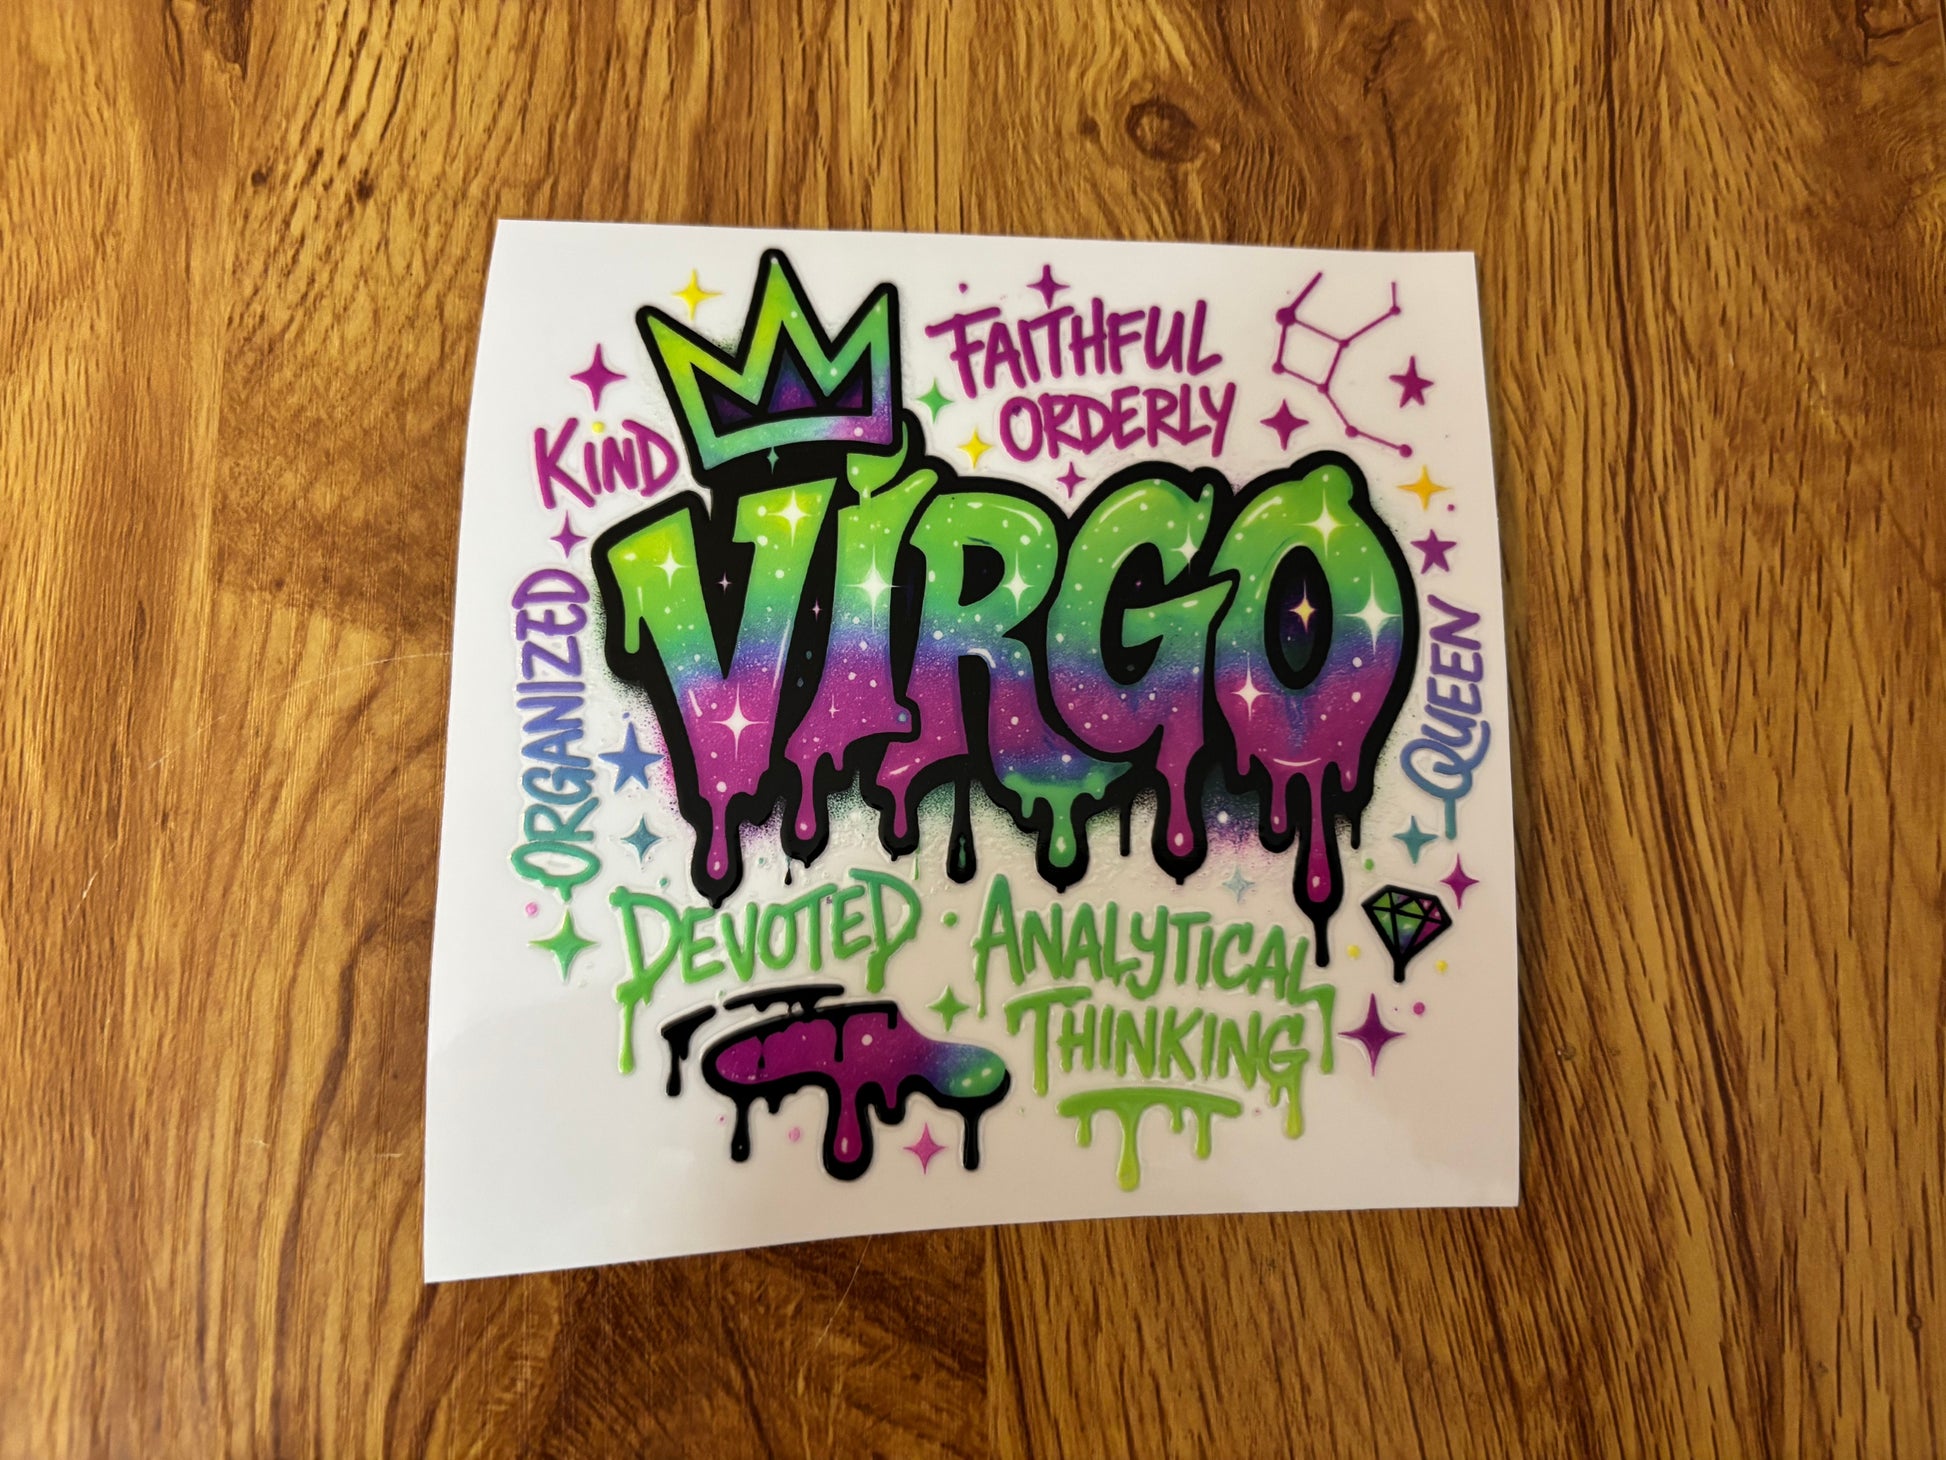 FAITHFUL
ORDERLY
KIND
VIRGO
ORGANIZED
QUEEN
DEVOTED · ANALYTICAL
THINKING